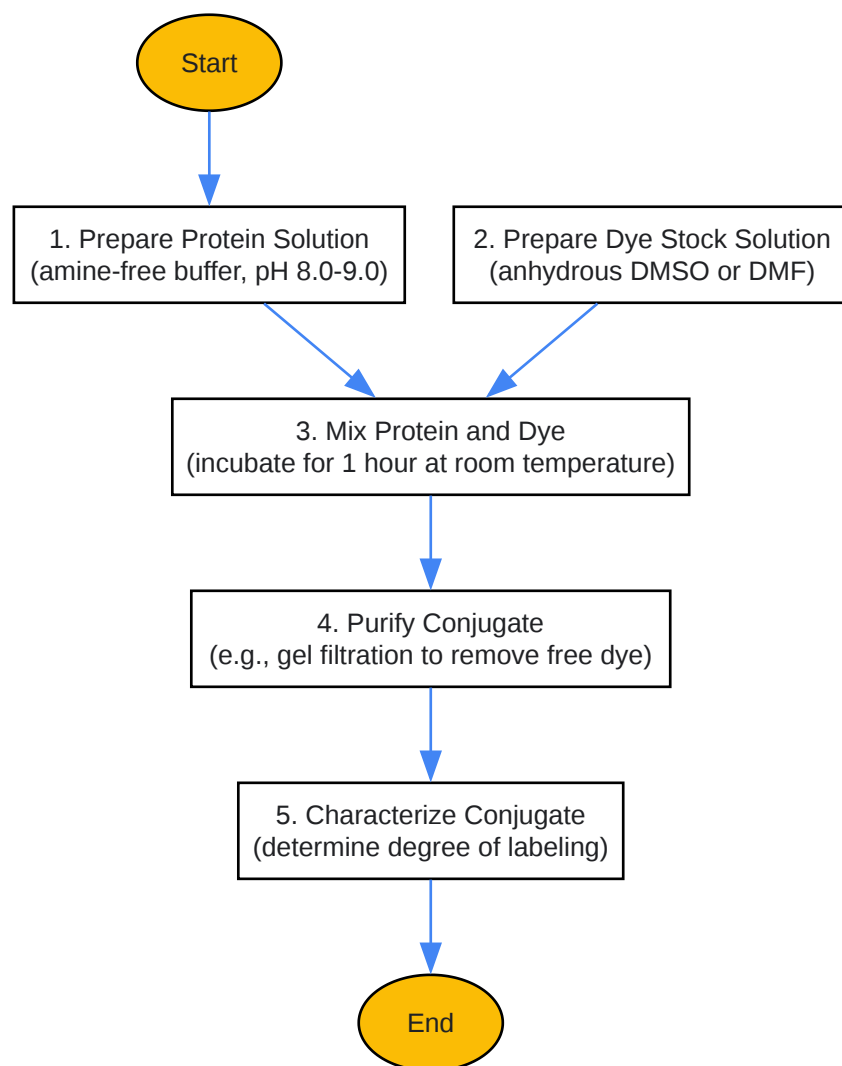 Start
1. Prepare Protein Solution
(amine-free buffer, pH 8.0-9.0)
2. Prepare Dye Stock Solution
(anhydrous DMSO or DMF)
3. Mix Protein and Dye
(incubate for 1 hour at room temperature)
4. Purify Conjugate
(e.g., gel filtration to remove free dye)
5. Characterize Conjugate
(determine degree of labeling)
End